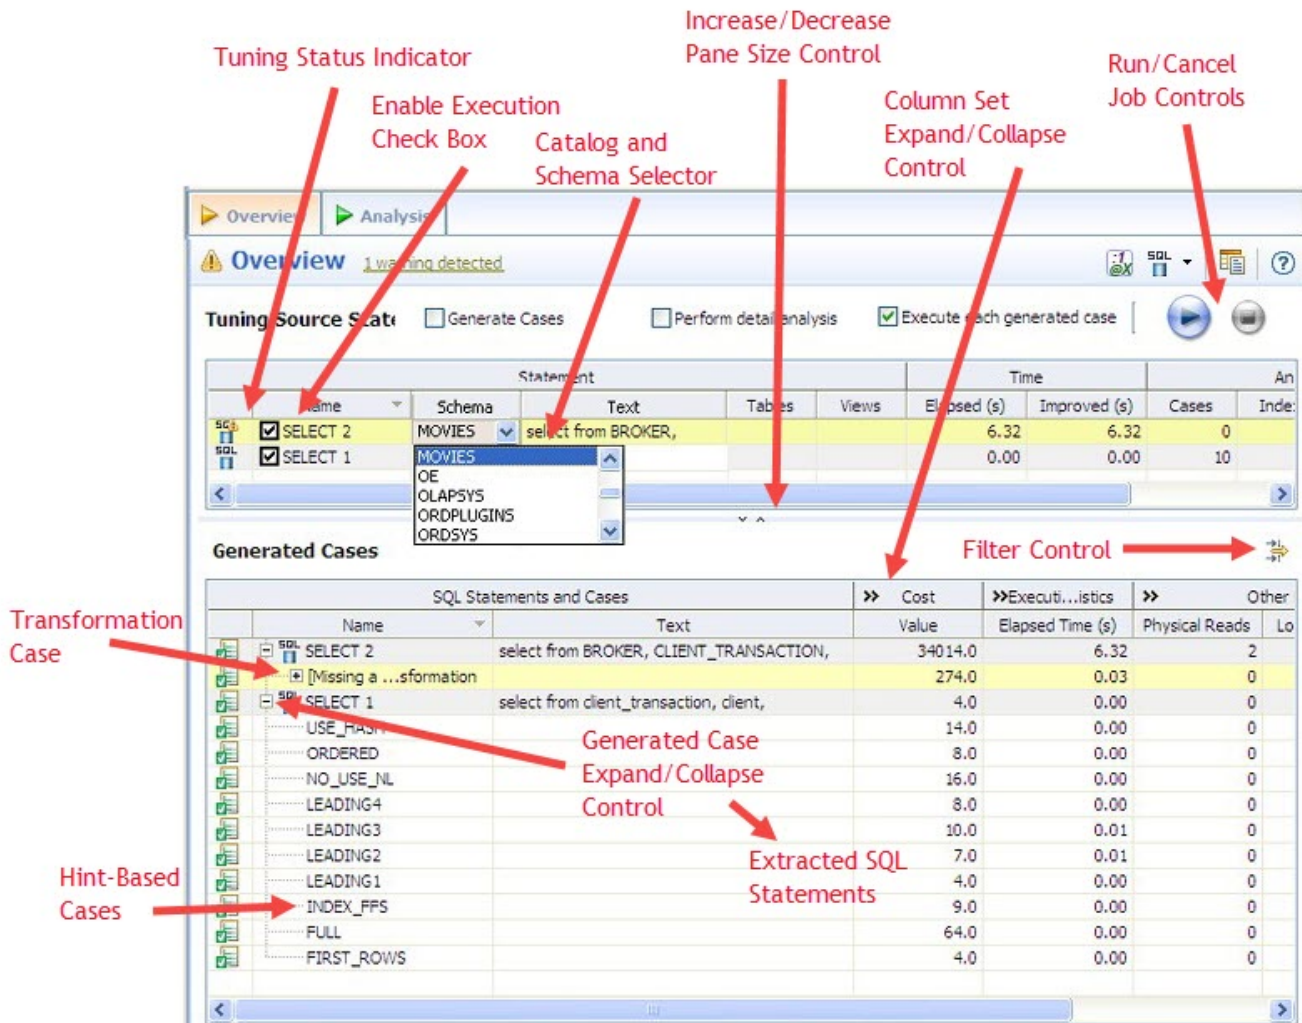 Increase/Decrease
Pane Size Control
Tuning Status Indicator
Run/Cancel
Job Controls
Enable Execution
Check Box
Column Set
Expand/Collapse
Control
Catalog and
Schema Selector
Overview Analysis
Overview 1 warning detected
SQL
Tuning Source State Generate Cases Perform detail analysis Execute each generated case
Statement Time An
Name Schema Text Tables Views Elapsed (s) Improved (s) Cases Inde
SELECT 2 MOVIES select from BROKER, 6.32 6.32 0
SQL SELECT 1 0.00 0.00 10
MOVIES
OE
OLAPSYS
ORDPLUGINS
ORDSYS
Generated Cases
Filter Control
SQL Statements and Cases Cost Executi...istics Other
Name Text Value Elapsed Time (s) Physical Reads Lo
Transformation
Case
SQL SELECT 2 select from BROKER, CLIENT_TRANSACTION, 34014.0 6.32 2
[Missing a ...sformation 274.0 0.03 0
SQL SELECT 1 select from client_transaction, client, 4.0 0.00 0
USE_HASH 14.0 0.00 0
ORDERED 8.0 0.00 0
NO_USE_NL 16.0 0.00 0
LEADING4 8.0 0.00 0
LEADING3 10.0 0.01 0
LEADING2 7.0 0.01 0
LEADING1 4.0 0.00 0
INDEX_FFS 9.0 0.00 0
FULL 64.0 0.00 0
FIRST_ROWS 4.0 0.00 0
Generated Case
Expand/Collapse
Control
Extracted SQL
Statements
Hint-Based
Cases